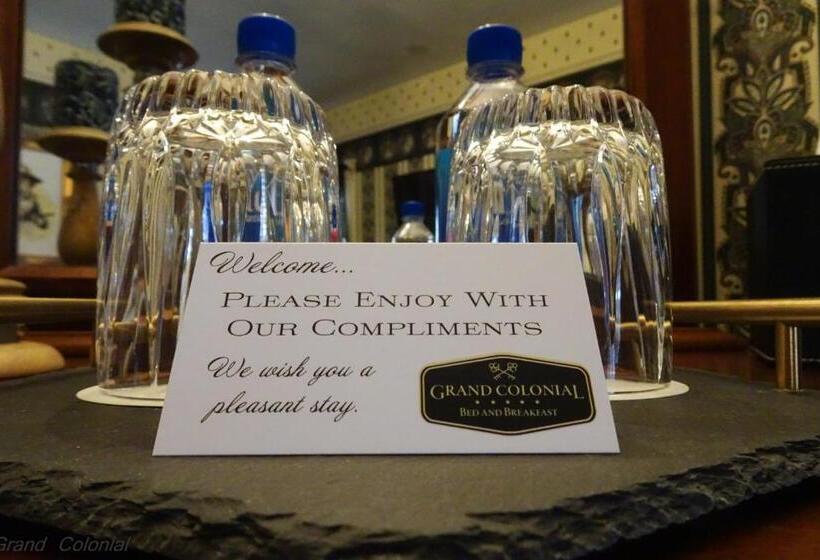 Welcome...
PLEASE ENJOY WITH
OUR COMPLIMENTS
We wish you a
pleasant stay.
GRAND COLONIAL
BED AND BREAKFAST
Grand Colonial